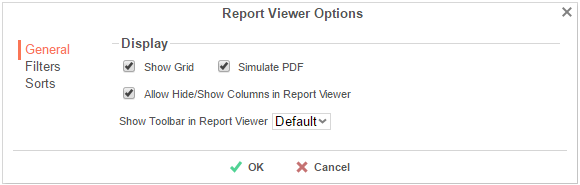 Report Viewer Options
General
Filters
Sorts
Display
Show Grid Simulate PDF
Allow Hide/Show Columns in Report Viewer
Show Toolbar in Report Viewer Default
OK Cancel